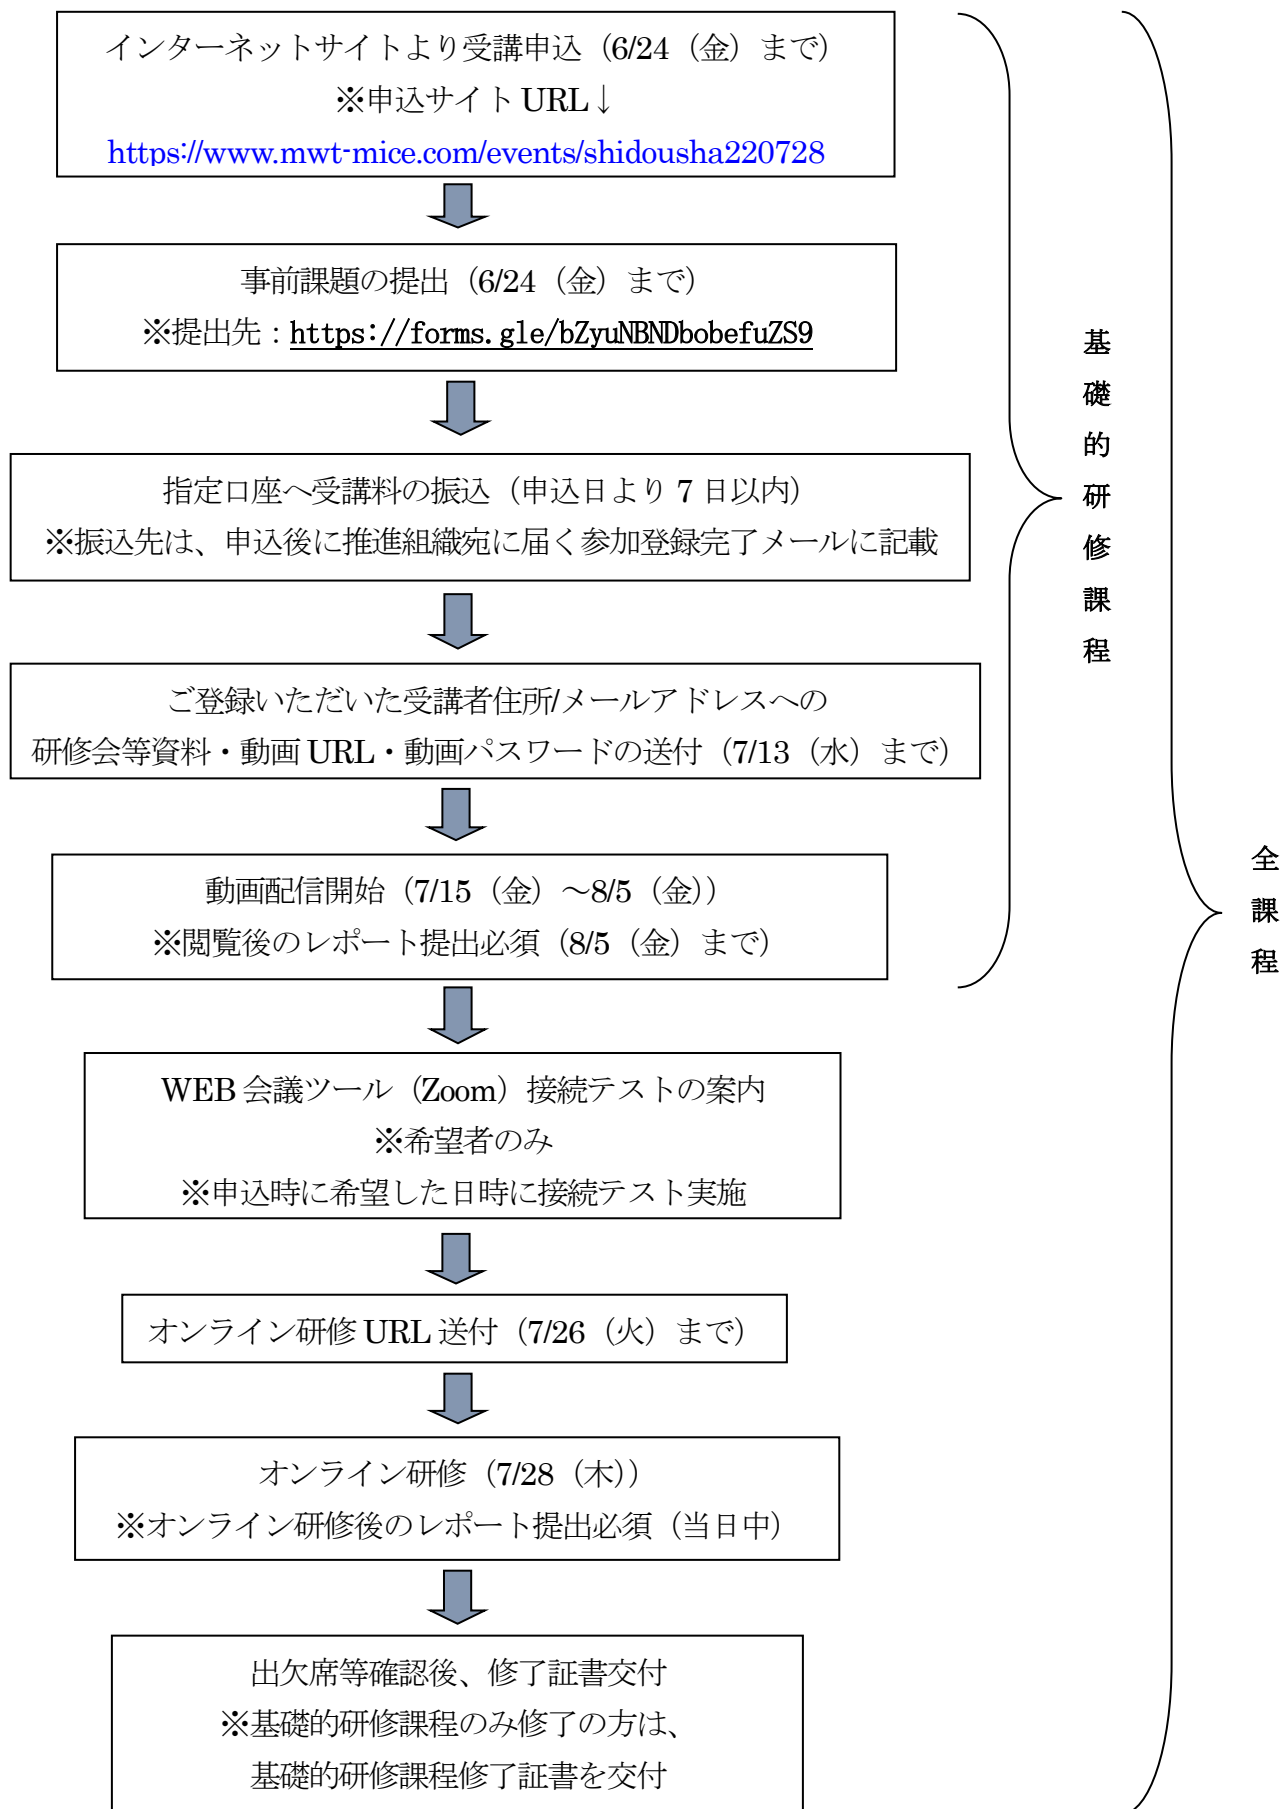 インターネットサイトより受講申込（6/24（金）まで）
※申込サイト URL↓
https://www.mwt-mice.com/events/shidousha220728
事前課題の提出（6/24（金）まで）
※提出先：https://forms.gle/bZyuNBNDbobefuZS9
指定口座へ受講料の振込（申込日より 7 日以内）
※振込先は、申込後に推進組織宛に届く参加登録完了メールに記載
ご登録いただいた受講者住所/メールアドレスへの
研修会等資料・動画 URL・動画パスワードの送付（7/13（水）まで）
動画配信開始（7/15（金）～8/5（金））
※閲覧後のレポート提出必須（8/5（金）まで）
基礎的研修課程
WEB 会議ツール（Zoom）接続テストの案内
※希望者のみ
※申込時に希望した日時に接続テスト実施
オンライン研修 URL 送付（7/26（火）まで）
オンライン研修（7/28（木））
※オンライン研修後のレポート提出必須（当日中）
出欠席等確認後、修了証書交付
※基礎的研修課程のみ修了の方は、
基礎的研修課程修了証書を交付
全課程